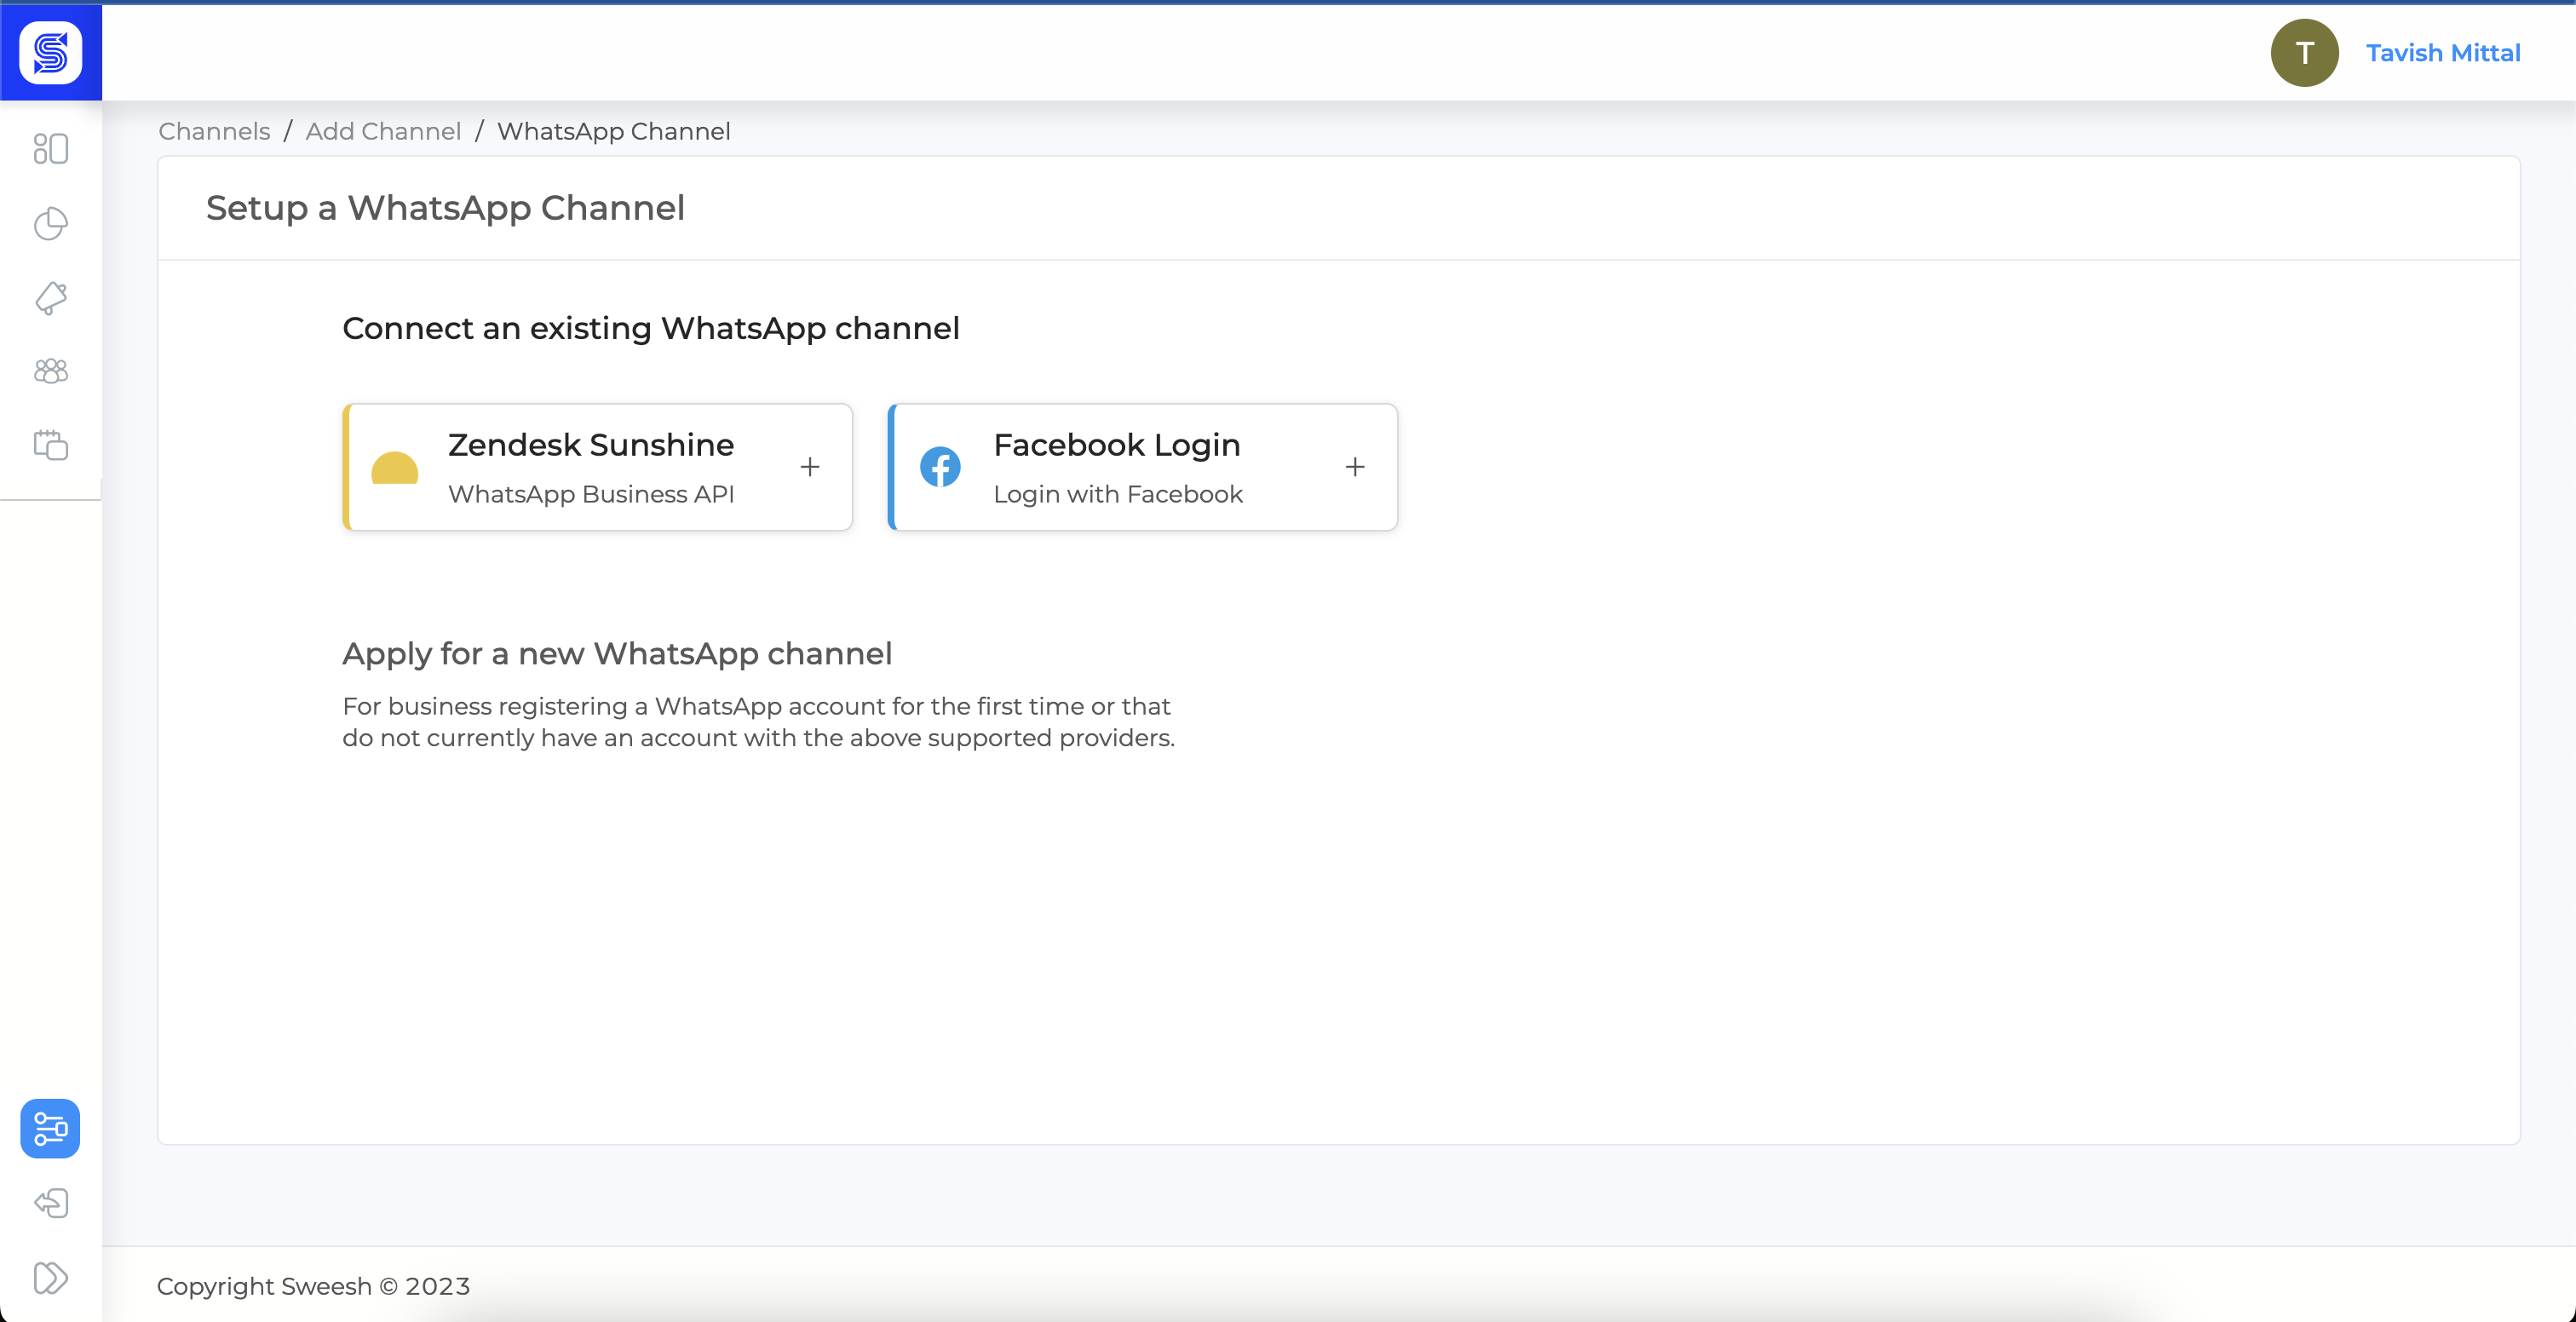 T Tavish Mittal
Channels / Add Channel / WhatsApp Channel
Setup a WhatsApp Channel
Connect an existing WhatsApp channel
Zendesk Sunshine
WhatsApp Business API
+
Facebook Login
Login with Facebook
+
Apply for a new WhatsApp channel
For business registering a WhatsApp account for the first time or that
do not currently have an account with the above supported providers.
Copyright Sweesh © 2023